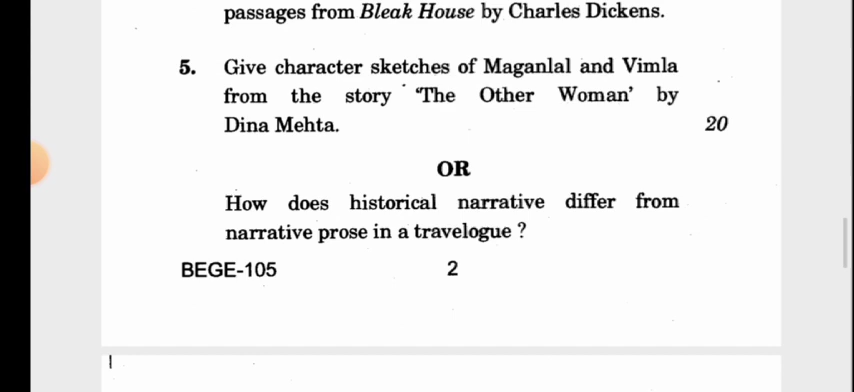 passages from Bleak House by Charles Dickens.
5. Give character sketches of Maganlal and Vimla
from the story ‘The Other Woman’ by
Dina Mehta. 20
OR
How does historical narrative differ from
narrative prose in a travelogue ?
BEGE-105 2